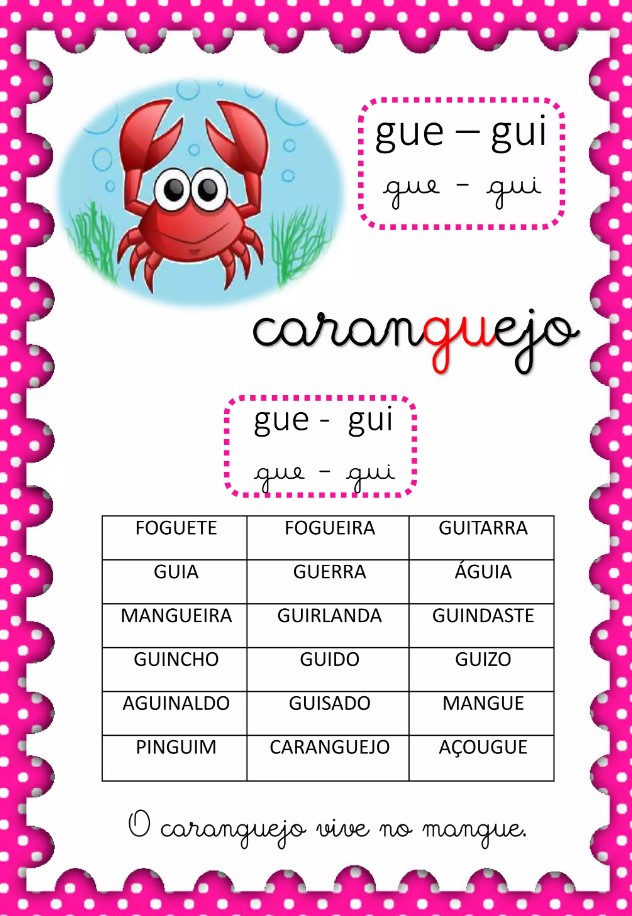 gue – gui
gue - gui
caranguejo
gue - gui
gue - gui
FOGUETE FOGUEIRA GUITARRA
GUIA GUERRA ÁGUIA
MANGUEIRA GUIRLANDA GUINDASTE
GUINCHO GUIDO GUIZO
AGUINALDO GUISADO MANGUE
PINGUIM CARANGUEJO AÇOUGUE
O caranguejo vive no mangue.